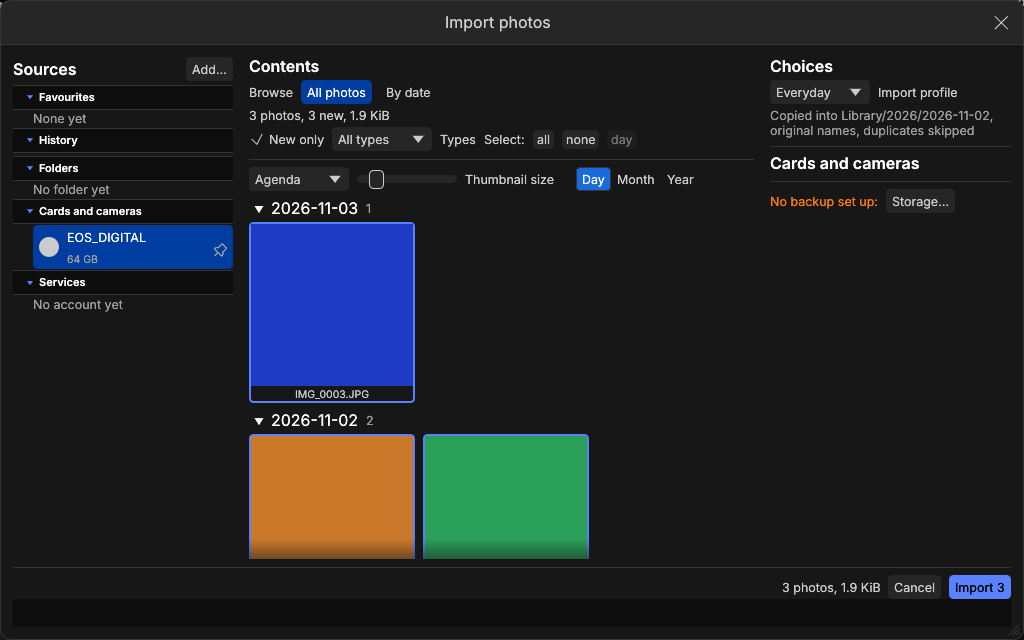 Import photos
Sources
Add...
Favourites
None yet
History
Folders
No folder yet
Cards and cameras
EOS_DIGITAL
64 GB
Services
No account yet
Contents
Browse All photos By date
3 photos, 3 new, 1.9 KiB
New only All types Types Select: all none day
Agenda Thumbnail size Day Month Year
2026-11-03 1
IMG_0003.JPG
2026-11-02 2
Choices
Everyday Import profile
Copied into Library/2026/2026-11-02,
original names, duplicates skipped
Cards and cameras
No backup set up: Storage...
3 photos, 1.9 KiB Cancel Import 3